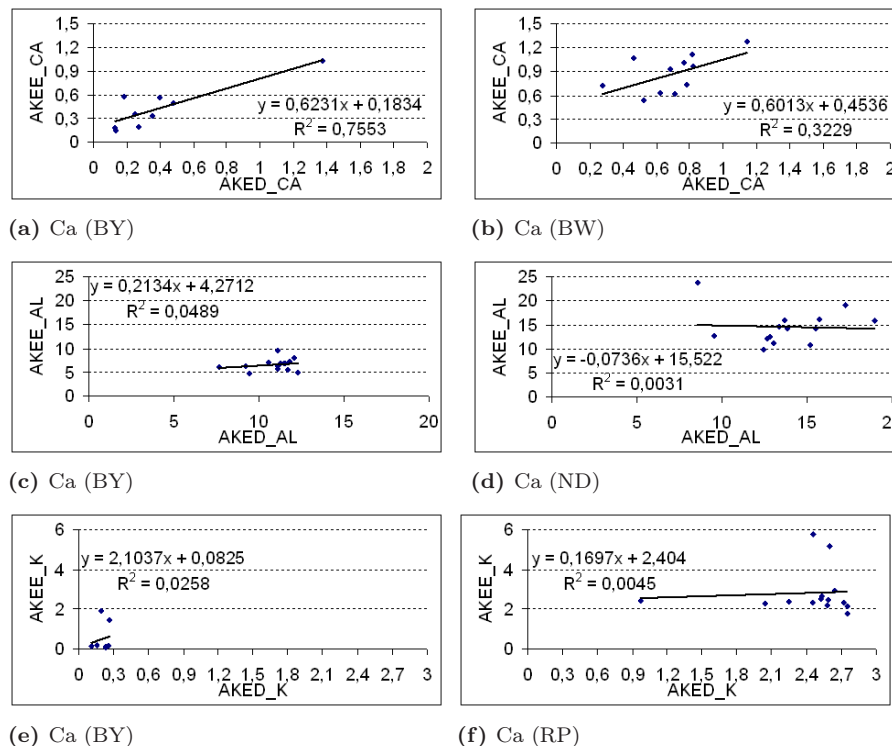 1,5
1,2
0,9
0,6
0,3
0
AKEE_CA
y = 0,6231x + 0,1834
R² = 0,7553
0 0,2 0,4 0,6 0,8 1 1,2 1,4 1,6 1,8 2
AKED_CA
(a) Ca (BY)
1,5
1,2
0,9
0,6
0,3
0
AKEE_CA
y = 0,6013x + 0,4536
R² = 0,3229
0 0,2 0,4 0,6 0,8 1 1,2 1,4 1,6 1,8 2
AKED_CA
(b) Ca (BW)
25
20
15
10
5
0
AKEE_AL
y = 0,2134x + 4,2712
R² = 0,0489
0 5 10 15 20
AKED_AL
(c) Ca (BY)
25
20
15
10
5
0
AKEE_AL
y = -0,0736x + 15,522
R² = 0,0031
0 5 10 15 20
AKED_AL
(d) Ca (ND)
6
4
2
0
AKEE_K
y = 2,1037x + 0,0825
R² = 0,0258
0 0,3 0,6 0,9 1,2 1,5 1,8 2,1 2,4 2,7 3
AKED_K
(e) Ca (BY)
6
4
2
0
AKEE_K
y = 0,1697x + 2,404
R² = 0,0045
0 0,3 0,6 0,9 1,2 1,5 1,8 2,1 2,4 2,7 3
AKED_K
(f) Ca (RP)